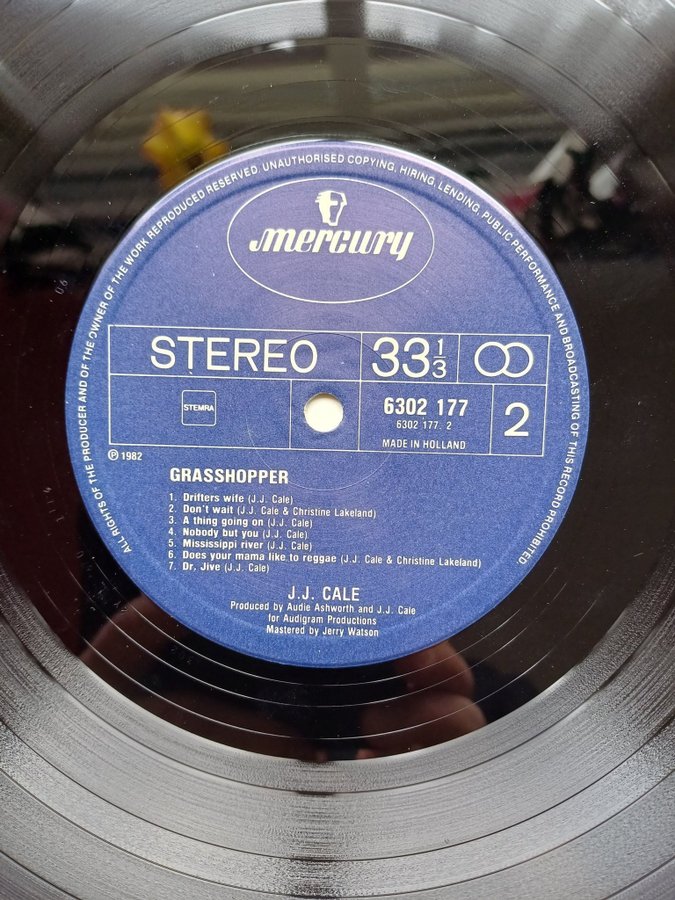 ALL RIGHTS OF THE PRODUCER AND OF THE OWNER OF THE WORK REPRODUCED RESERVED. UNAUTHORISED COPYING, HIRING, LENDING, PUBLIC PERFORMANCE AND BROADCASTING OF THIS RECORD PROHIBITED.
mercury
STEREO 33 1/3
STEMRA 6302 177 2
6302 177. 2
MADE IN HOLLAND
℗ 1982
GRASSHOPPER
1. Drifters wife (J.J. Cale)
2. Don't wait (J.J. Cale & Christine Lakeland)
3. A thing going on (J.J. Cale)
4. Nobody but you (J.J. Cale)
5. Mississippi river (J.J. Cale)
6. Does your mama like to reggae (J.J. Cale & Christine Lakeland)
7. Dr. Jive (J.J. Cale)
J.J. CALE
Produced by Audie Ashworth and J.J. Cale
for Audigram Productions
Mastered by Jerry Watson